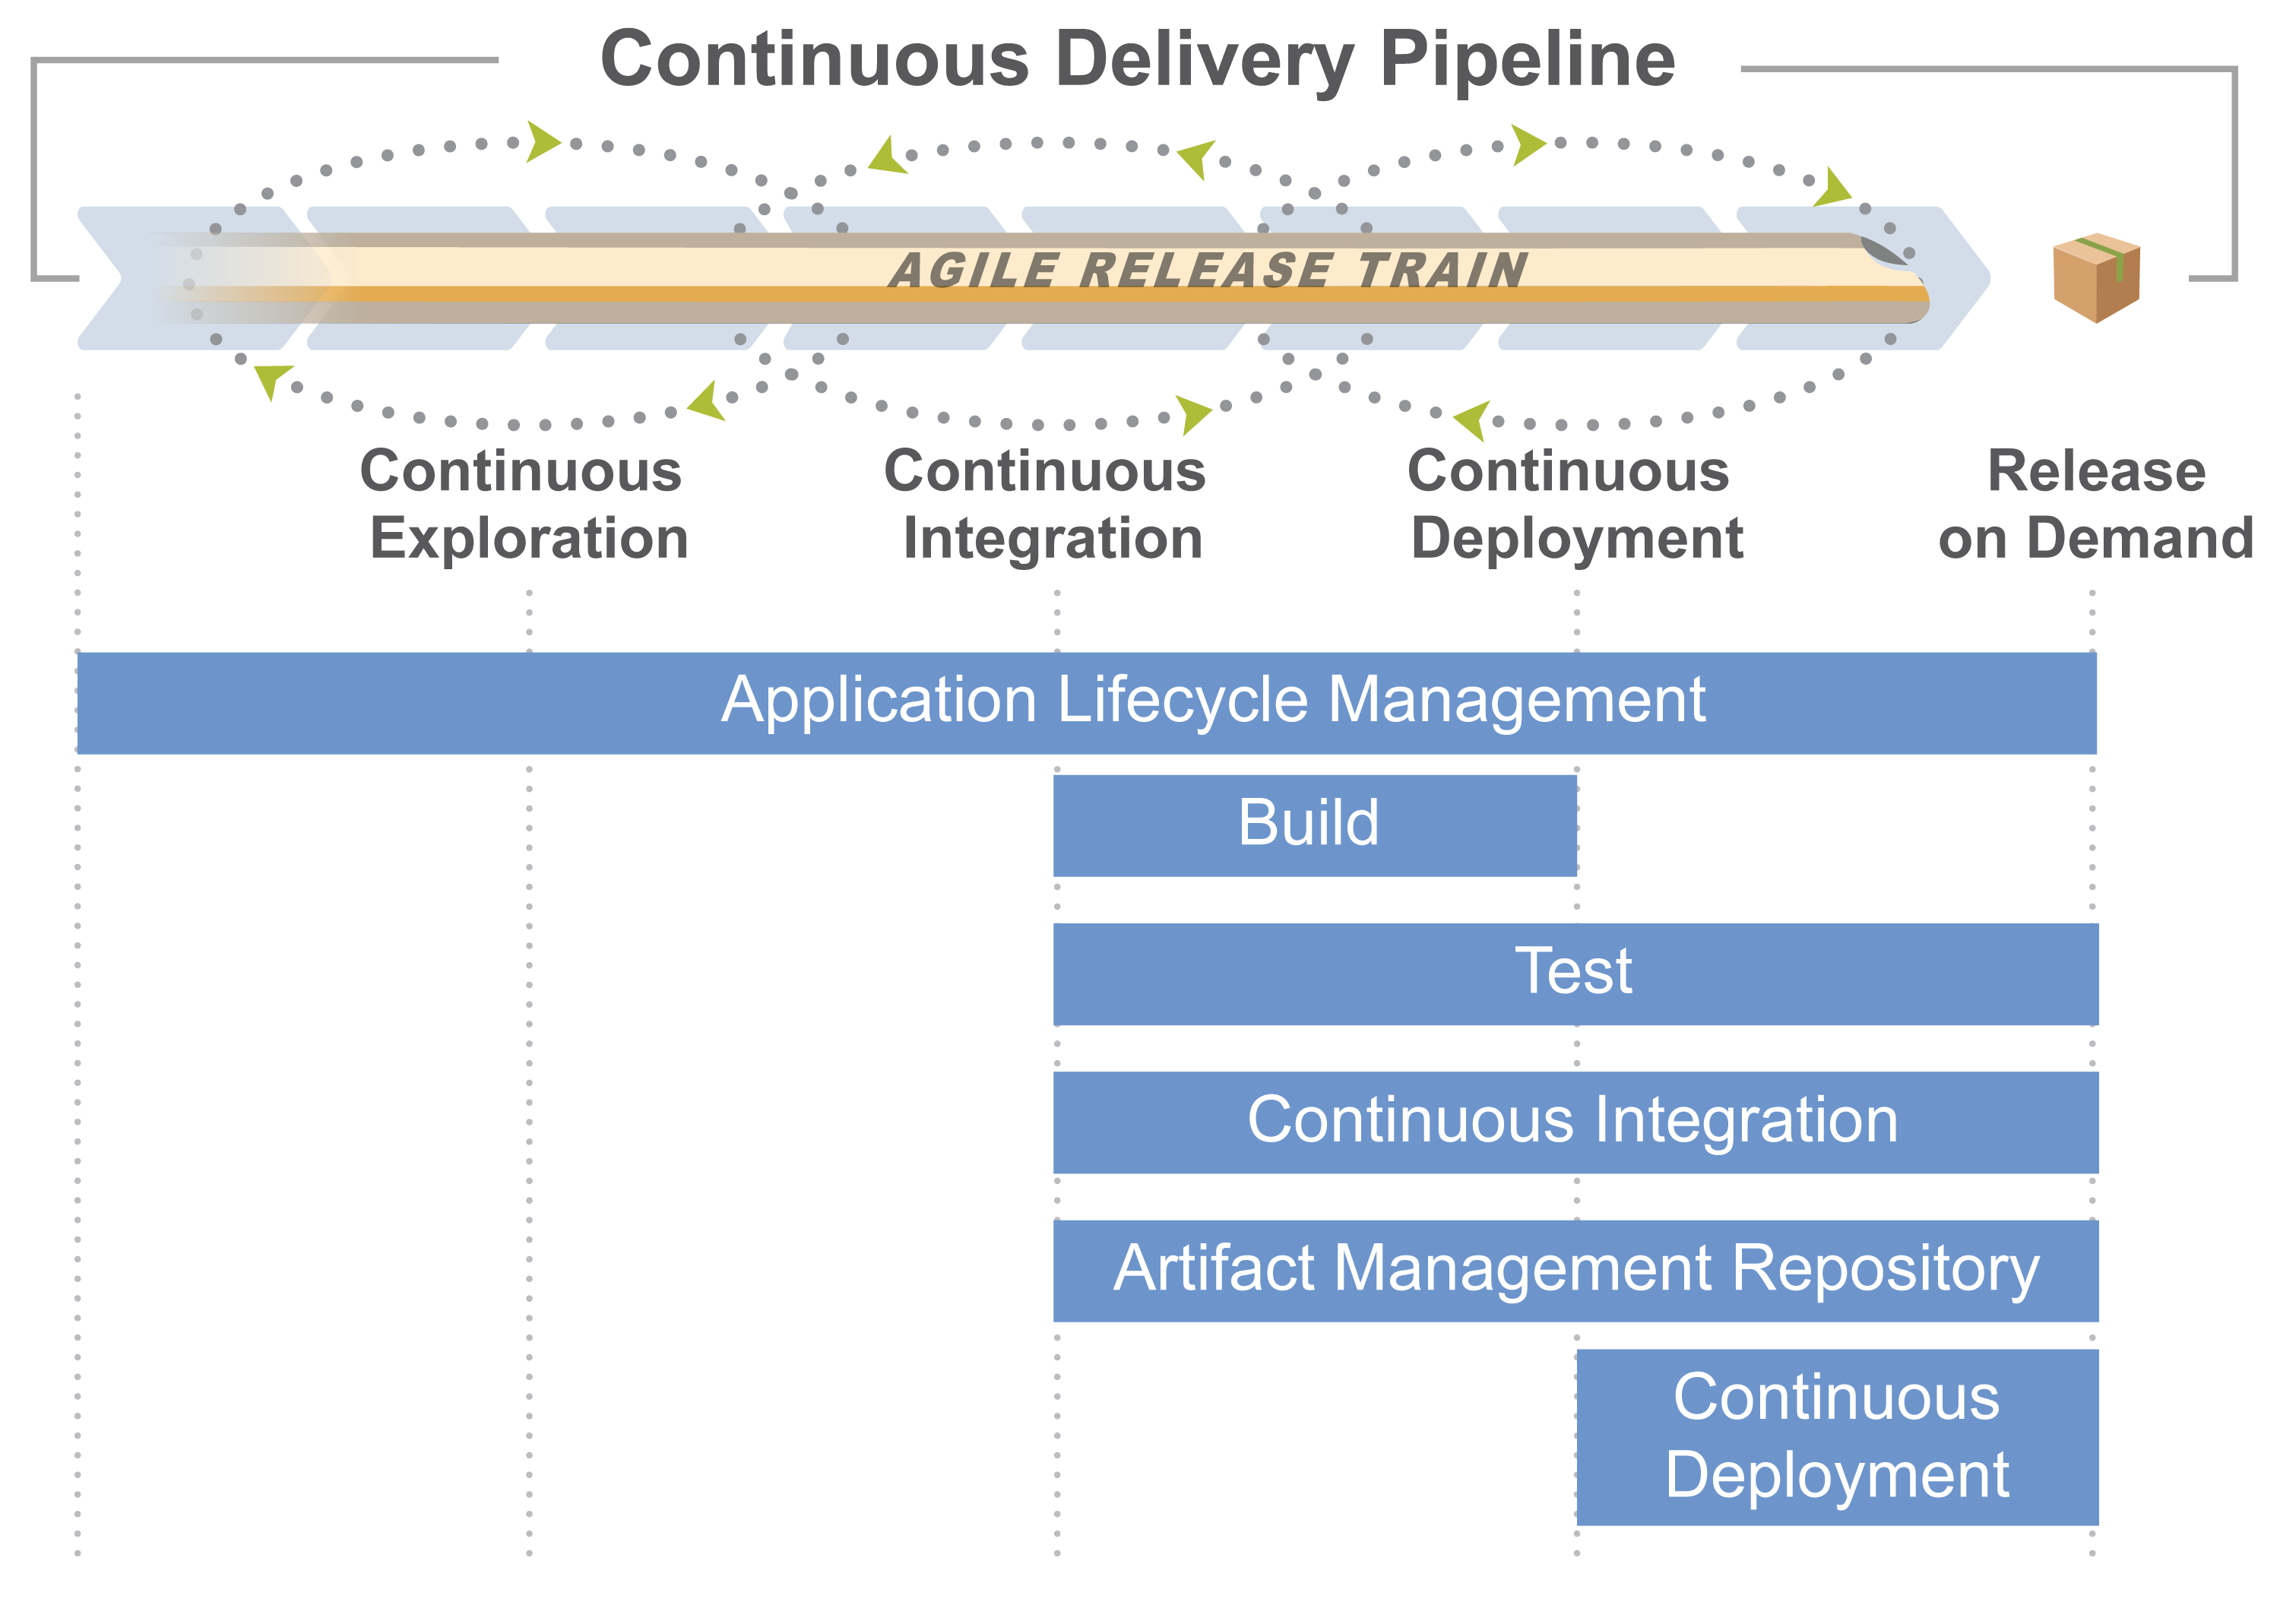 Continuous Delivery Pipeline
AGILE RELEASE TRAIN
Continuous
Exploration
Continuous
Integration
Continuous
Deployment
Release
on Demand
Application Lifecycle Management
Build
Test
Continuous Integration
Artifact Management Repository
Continuous
Deployment